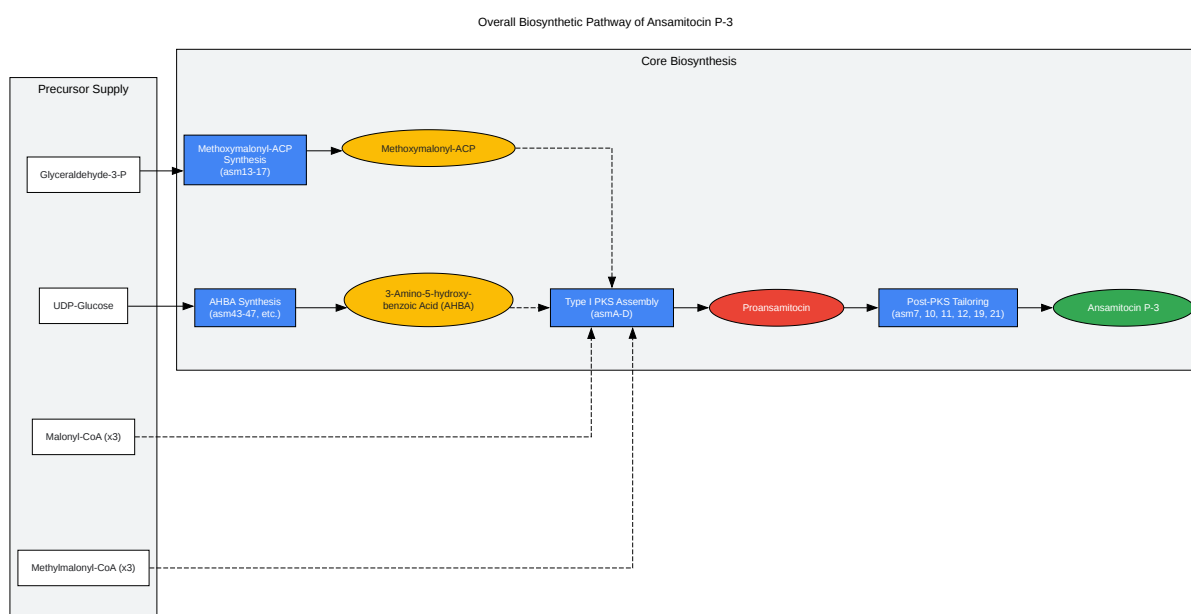 Overall Biosynthetic Pathway of Ansamitocin P-3
Core Biosynthesis
Precursor Supply
Methoxymalonyl-ACP
Synthesis
(asm13-17)
Methoxymalonyl-ACP
Glyceraldehyde-3-P
UDP-Glucose
AHBA Synthesis
(asm43-47, etc.)
3-Amino-5-hydroxy-
benzoic Acid (AHBA)
Type I PKS Assembly
(asmA-D)
Proansamitocin
Post-PKS Tailoring
(asm7, 10, 11, 12, 19, 21)
Ansamitocin P-3
Malonyl-CoA (x3)
Methylmalonyl-CoA (x3)